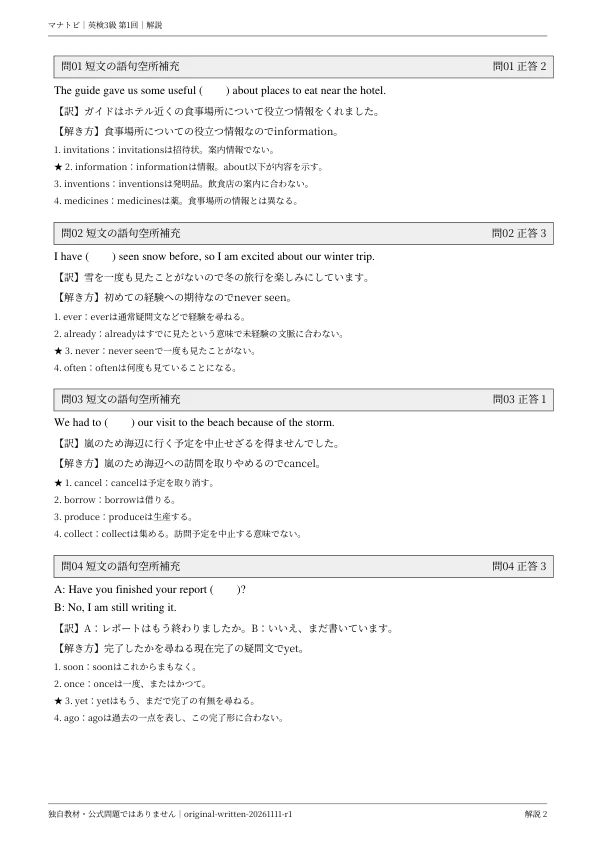 マナトビ｜英検3級 第1回｜解説
問01 短文の語句空所補充 問01 正答 2
The guide gave us some useful (　　) about places to eat near the hotel.
【訳】ガイドはホテル近くの食事場所について役立つ情報をくれました。
【解き方】食事場所についての役立つ情報なのでinformation。
1. invitations：invitationsは招待状。案内情報でない。
★ 2. information：informationは情報。about以下が内容を示す。
3. inventions：inventionsは発明品。飲食店の案内に合わない。
4. medicines：medicinesは薬。食事場所の情報とは異なる。
問02 短文の語句空所補充 問02 正答 3
I have (　　) seen snow before, so I am excited about our winter trip.
【訳】雪を一度も見たことがないので冬の旅行を楽しみにしています。
【解き方】初めての経験への期待なのでnever seen。
1. ever：everは通常疑問文などで経験を尋ねる。
2. already：alreadyはすでに見たという意味で未経験の文脈に合わない。
★ 3. never：never seenで一度も見たことがない。
4. often：oftenは何度も見ていることになる。
問03 短文の語句空所補充 問03 正答 1
We had to (　　) our visit to the beach because of the storm.
【訳】嵐のため海辺に行く予定を中止せざるを得ませんでした。
【解き方】嵐のため海辺への訪問を取りやめるのでcancel。
★ 1. cancel：cancelは予定を取り消す。
2. borrow：borrowは借りる。
3. produce：produceは生産する。
4. collect：collectは集める。訪問予定を中止する意味でない。
問04 短文の語句空所補充 問04 正答 3
A: Have you finished your report (　　)?
B: No, I am still writing it.
【訳】A：レポートはもう終わりましたか。B：いいえ、まだ書いています。
【解き方】完了したかを尋ねる現在完了の疑問文でyet。
1. soon：soonはこれからまもなく。
2. once：onceは一度、またはかつて。
★ 3. yet：yetはもう、まだで完了の有無を尋ねる。
4. ago：agoは過去の一点を表し、この完了形に合わない。
独自教材・公式問題ではありません｜original-written-20261111-r1 解説 2